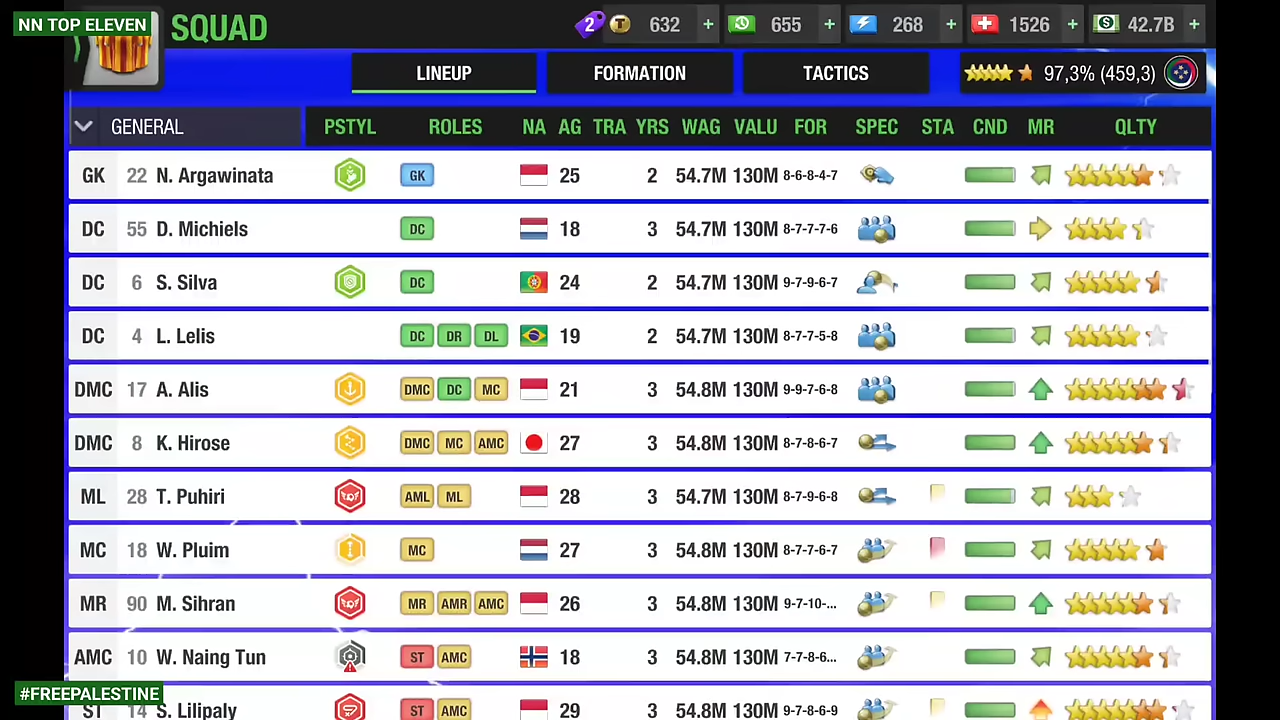 NN TOP ELEVEN SQUAD 2 T 632 + 655 + 268 + 1526 + $ 42.7B +
LINEUP FORMATION TACTICS 97,3% (459,3)
GENERAL PSTYL ROLES NA AG TRA YRS WAG VALU FOR SPEC STA CND MR QLTY
GK 22 N. Argawinata GK 25 2 54.7M 130M 8-6-8-4-7
DC 55 D. Michiels DC 18 3 54.7M 130M 8-7-7-7-6
DC 6 S. Silva DC 24 2 54.7M 130M 9-7-9-6-7
DC 4 L. Lelis DC DR DL 19 2 54.7M 130M 8-7-7-5-8
DMC 17 A. Alis DMC DC MC 21 3 54.8M 130M 9-9-7-6-8
DMC 8 K. Hirose DMC MC AMC 27 3 54.8M 130M 8-7-8-6-7
ML 28 T. Puhiri AML ML 28 3 54.7M 130M 8-7-9-6-8
MC 18 W. Pluim MC 27 3 54.8M 130M 8-7-7-6-7
MR 90 M. Sihran MR AMR AMC 26 3 54.8M 130M 9-7-10-...
AMC 10 W. Naing Tun ST AMC 18 3 54.8M 130M 7-7-8-6...
#FREEPALESTINE
ST 14 S. Lilipaly ST AMC 29 3 54.8M 130M 9-7-8-6-9